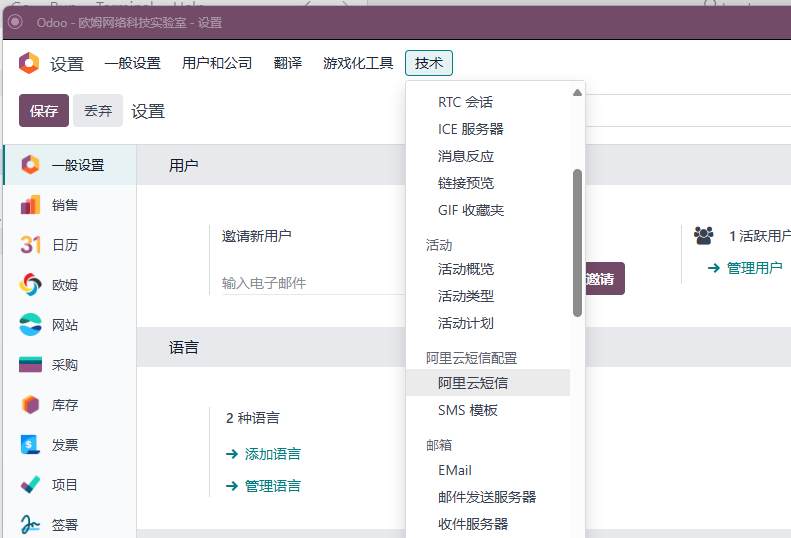 Odoo - 欧姆网络科技实验室 - 设置
设置 一般设置 用户和公司 翻译 游戏化工具 技术
保存 丢弃 设置
一般设置
销售
日历
31
欧姆
网站
采购
库存
发票
项目
签署
用户
邀请新用户
输入电子邮件
邀请
1 活跃用户
管理用户
语言
2 种语言
添加语言
管理语言
RTC 会话
ICE 服务器
消息反应
链接预览
GIF 收藏夹
活动
活动概览
活动类型
活动计划
阿里云短信配置
阿里云短信
SMS 模板
邮箱
EMail
邮件发送服务器
收件服务器